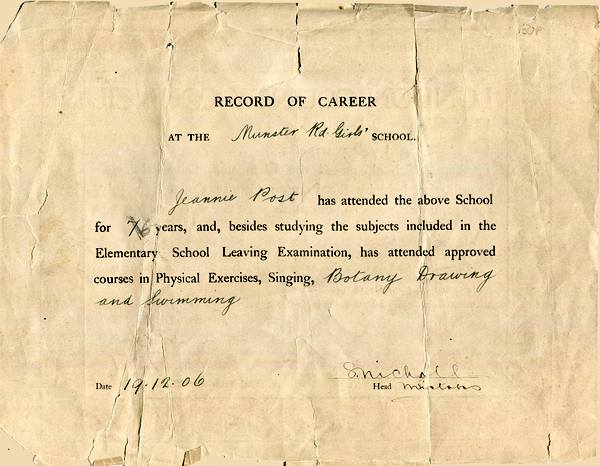 RECORD OF CAREER
AT THE Munster Rd. Girls' SCHOOL.
Jeannie Post has attended the above School
for years, and, besides studying the subjects included in the
Elementary School Leaving Examination, has attended approved
courses in Physical Exercises, Singing, Botany Drawing
and Swimming
S. Nicholl
Date 19.12.06 Head Mistress